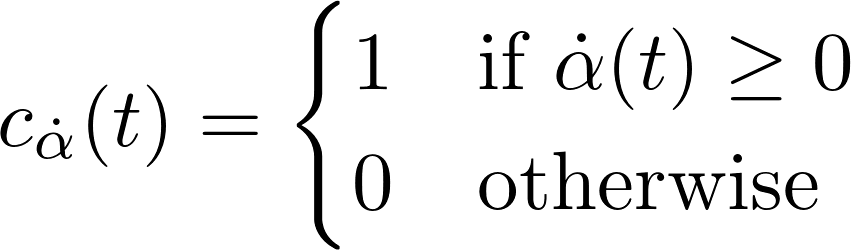 $c_{\dot{\alpha}}(t) = \begin{cases} 1 & \text{if } \dot{\alpha}(t) \geq 0 \\ 0 & \text{otherwise} \end{cases}$